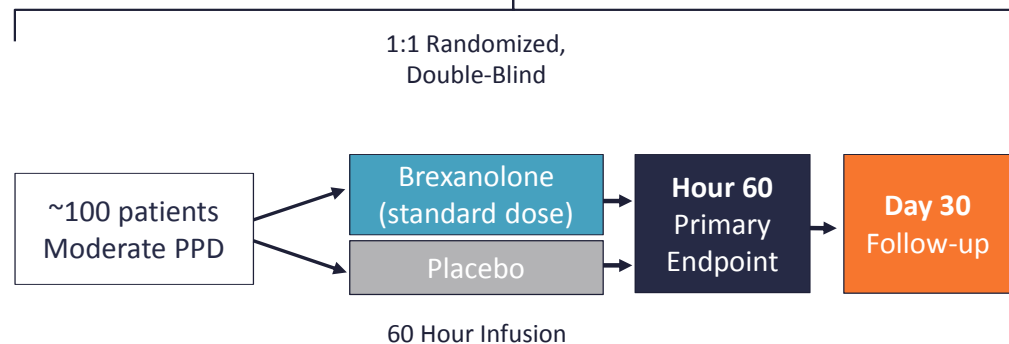 1:1 Randomized,
Double-Blind
~100 patients
Moderate PPD
Brexanolone
(standard dose)
Placebo
Hour 60
Primary
Endpoint
Day 30
Follow-up
60 Hour Infusion